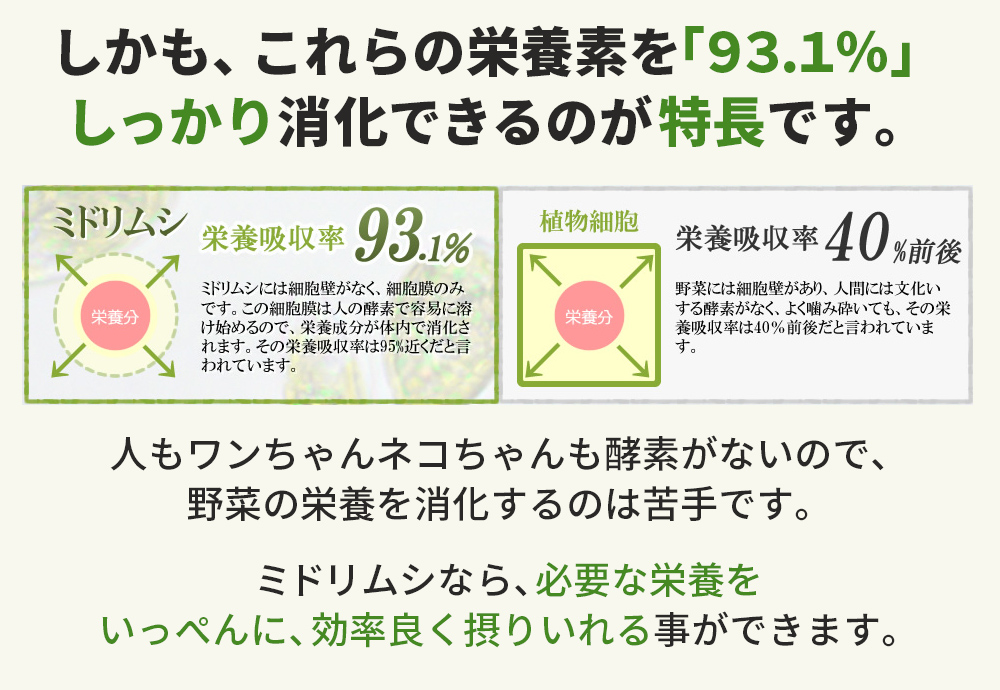 しかも、これらの栄養素を「93.1%」
しっかり消化できるのが特長です。
ミドリムシ
栄養吸収率93.1%
栄養分
ミドリムシには細胞壁がなく、細胞膜のみ
です。この細胞膜は人の酵素で容易に溶
け始めるので、栄養成分が体内で消化さ
れます。その栄養吸収率は95%近くだと言
われています。
植物細胞
栄養吸収率40%前後
栄養分
野菜には細胞壁があり、人間には文化い
する酵素がなく、よく噛み砕いても、その栄
養吸収率は40%前後だと言われていま
す。
人もワンちゃんネコちゃんも酵素がないので、
野菜の栄養を消化するのは苦手です。
ミドリムシなら、必要な栄養を
いっぺんに、効率良く摂りいれる事ができます。